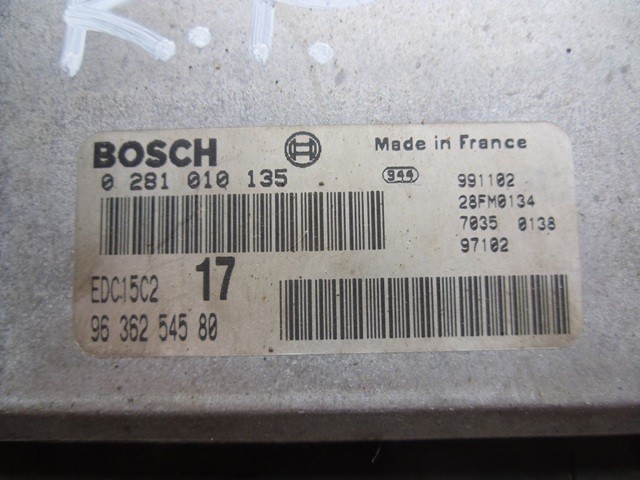 K.P.
BOSCH
Made in France
0 281 010 135
944
991102
28FM0134
7035 0138
97102
EDC15C2 17
96 362 545 80